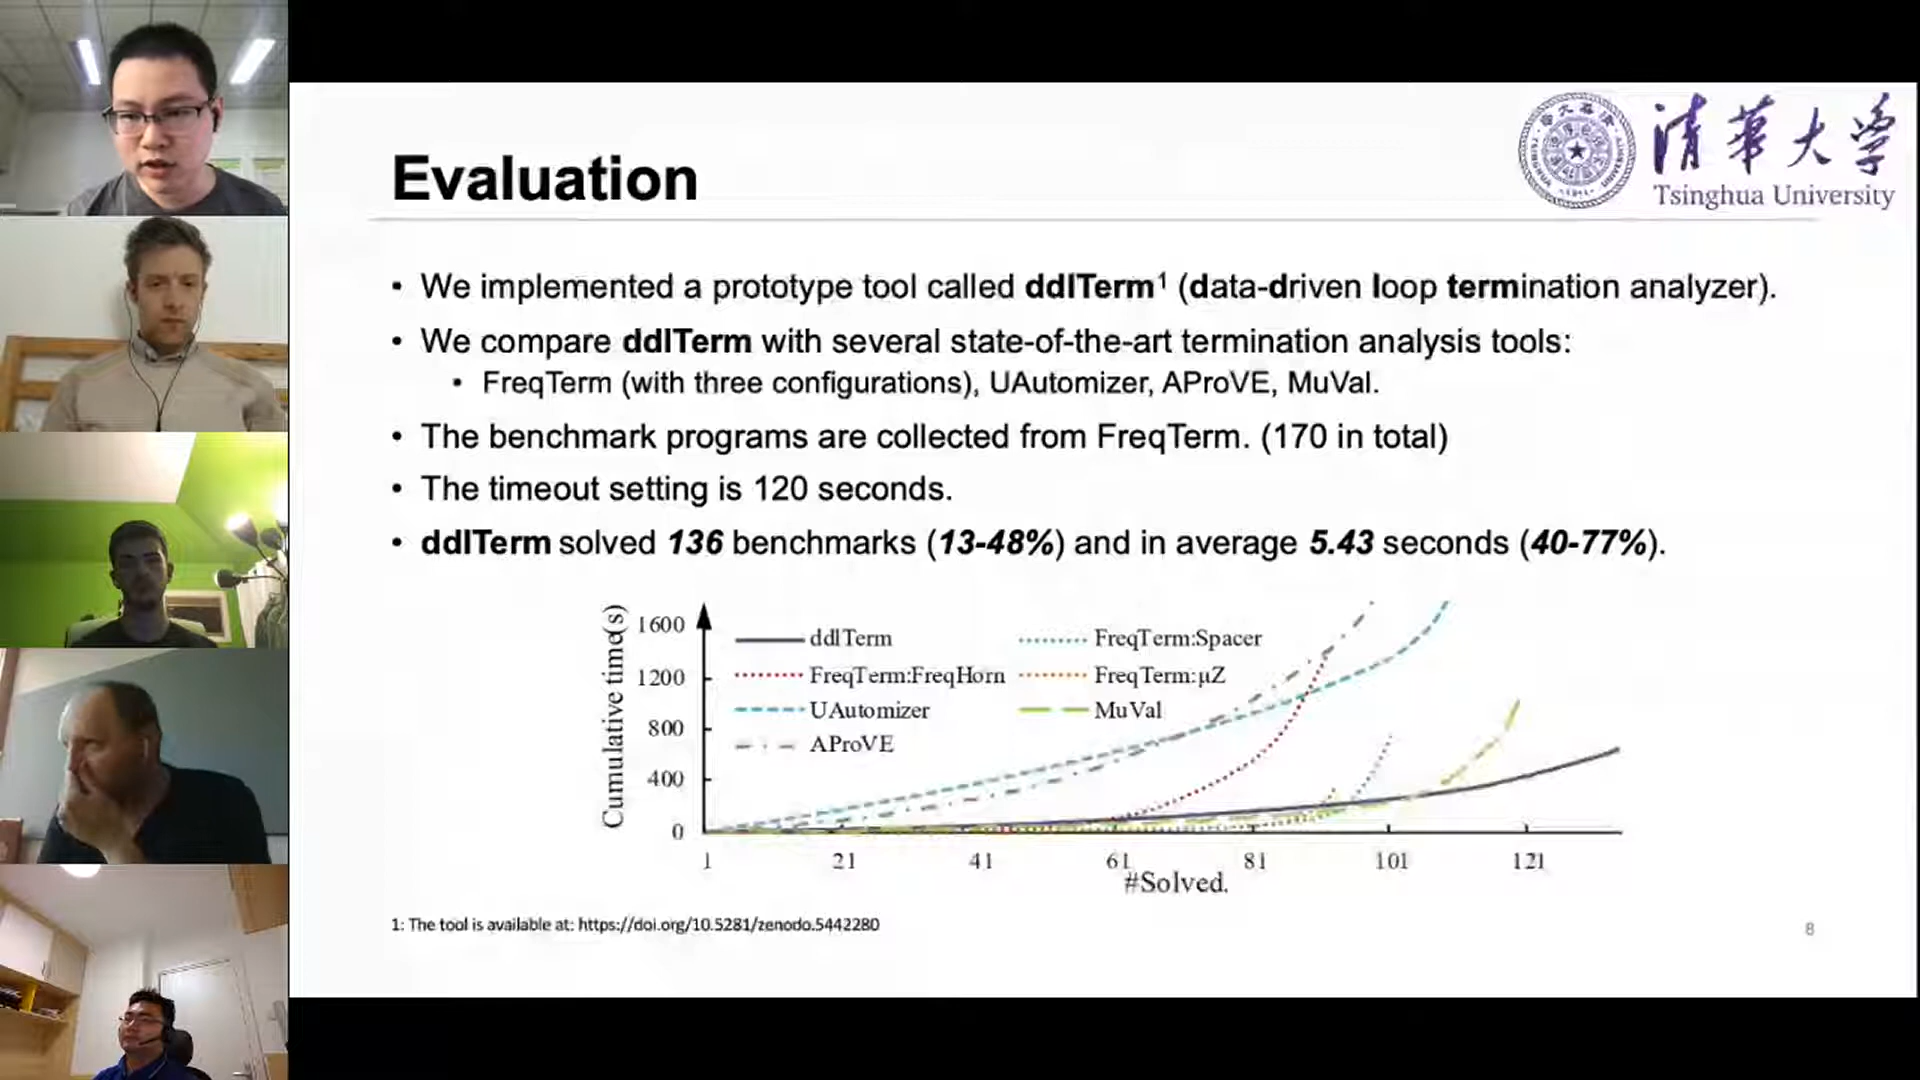 清华大学
Tsinghua University
Evaluation
• We implemented a prototype tool called ddlTerm¹ (data-driven loop termination analyzer).
• We compare ddlTerm with several state-of-the-art termination analysis tools:
• FreqTerm (with three configurations), UAutomizer, AProVE, MuVal.
• The benchmark programs are collected from FreqTerm. (170 in total)
• The timeout setting is 120 seconds.
• ddlTerm solved 136 benchmarks (13-48%) and in average 5.43 seconds (40-77%).
Cumulative time(s)
1600
1200
800
400
0
ddlTerm
FreqTerm:Spacer
FreqTerm:FreqHorn
FreqTerm:μZ
UAutomizer
MuVal
AProVE
1 21 41 61 81 101 121
#Solved.
1: The tool is available at: https://doi.org/10.5281/zenodo.5442280
8